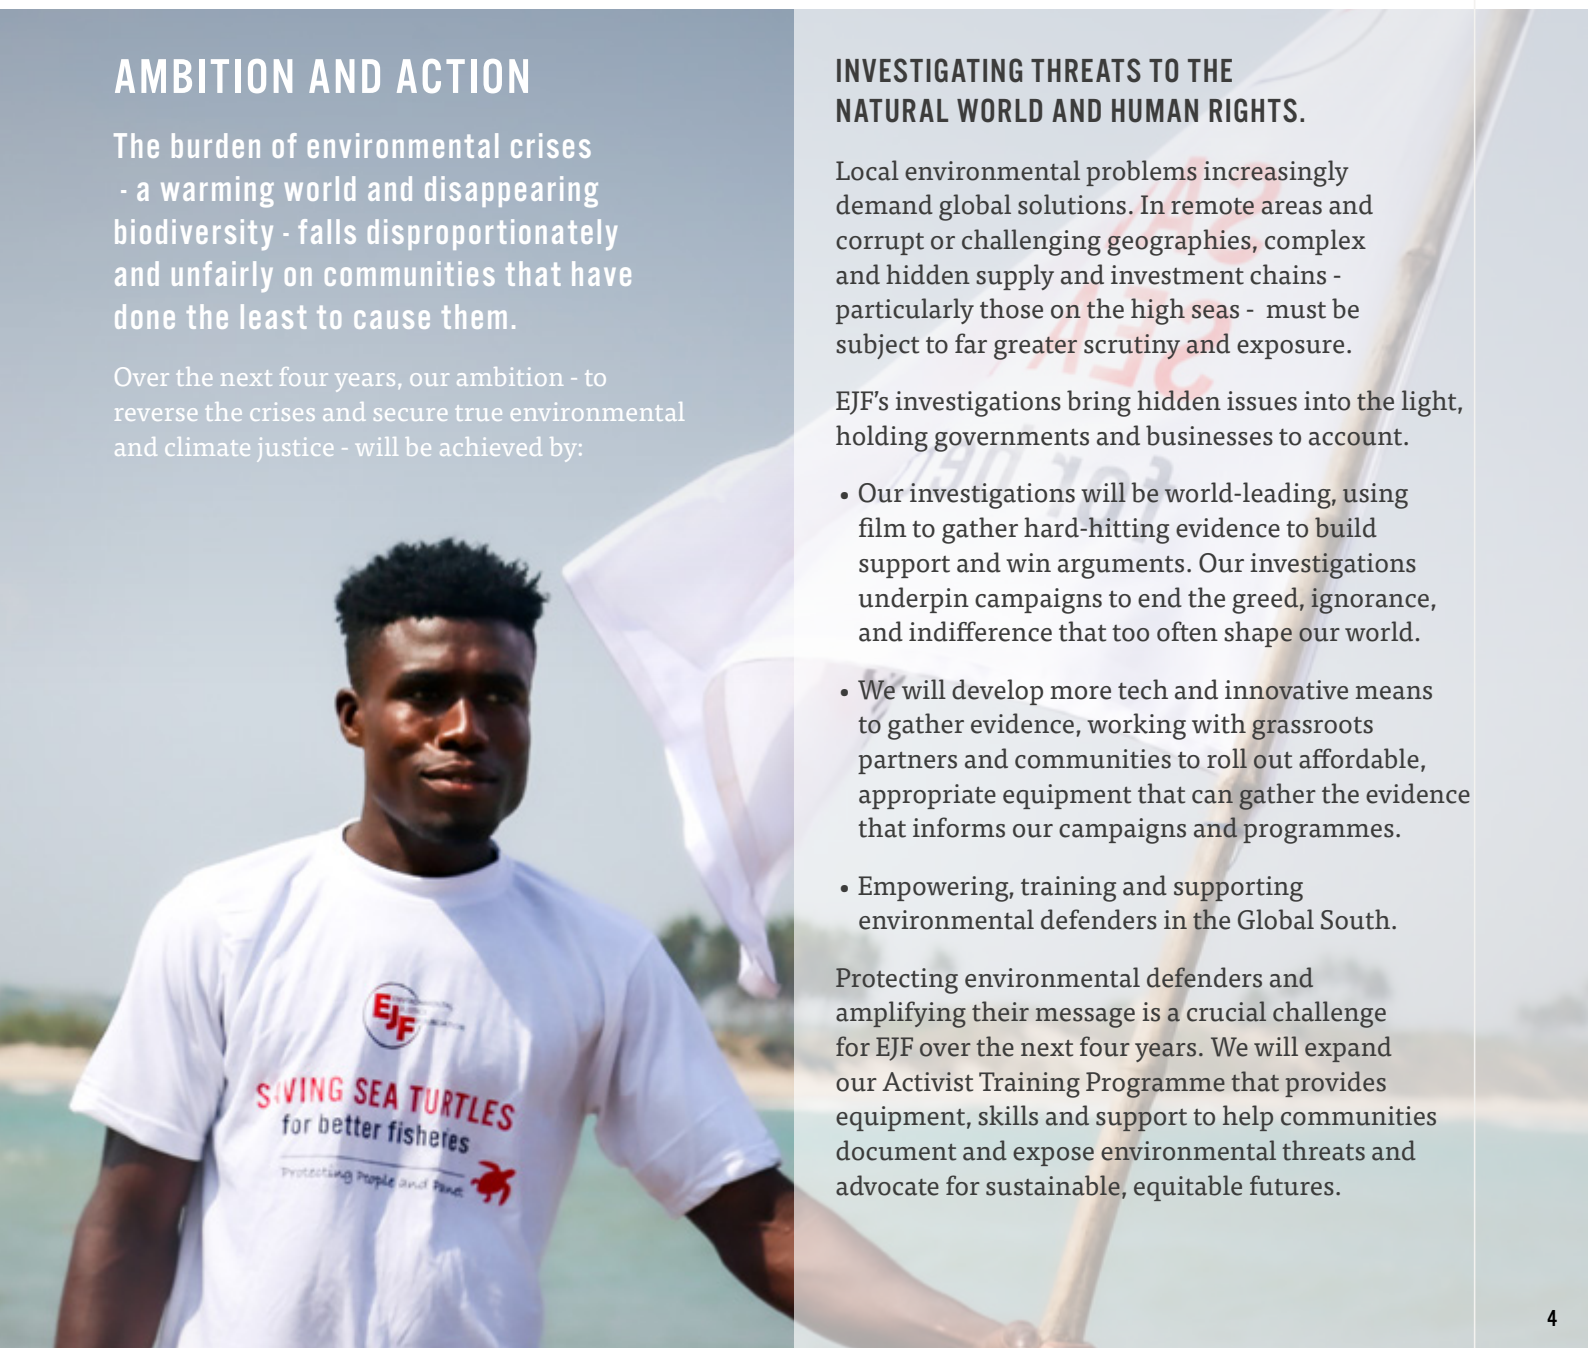 AMBITION AND ACTION
The burden of environmental crises
- a warming world and disappearing
biodiversity - falls disproportionately
and unfairly on communities that have
done the least to cause them.
Over the next four years, our ambition - to
reverse the crises and secure true environmental
and climate justice - will be achieved by:
EJF
SAVING SEA TURTLES
for better fisheries
Protecting People and Planet
INVESTIGATING THREATS TO THE
NATURAL WORLD AND HUMAN RIGHTS.
Local environmental problems increasingly
demand global solutions. In remote areas and
corrupt or challenging geographies, complex
and hidden supply and investment chains -
particularly those on the high seas -  must be
subject to far greater scrutiny and exposure.
EJF’s investigations bring hidden issues into the light,
holding governments and businesses to account.
• Our investigations will be world-leading, using
film to gather hard-hitting evidence to build
support and win arguments. Our investigations
underpin campaigns to end the greed, ignorance,
and indifference that too often shape our world.
• We will develop more tech and innovative means
to gather evidence, working with grassroots
partners and communities to roll out affordable,
appropriate equipment that can gather the evidence
that informs our campaigns and programmes.
• Empowering, training and supporting
environmental defenders in the Global South.
Protecting environmental defenders and
amplifying their message is a crucial challenge
for EJF over the next four years. We will expand
our Activist Training Programme that provides
equipment, skills and support to help communities
document and expose environmental threats and
advocate for sustainable, equitable futures.
SEA
for
4